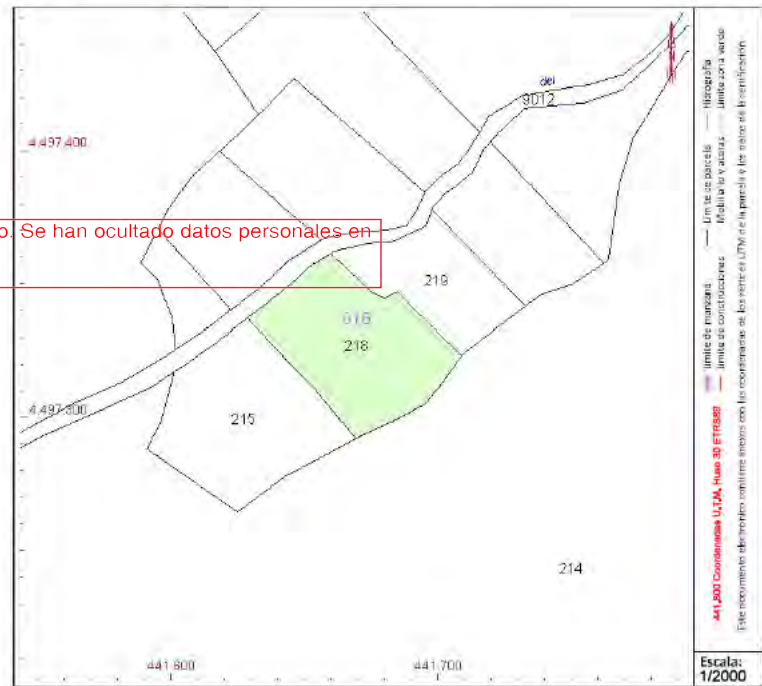 del
9012
4.497.400
o. Se han ocultado datos personales en
219
616
218
4.497.300
215
214
441.600
441.700
Límite de manzana
Límite de parcela
Hidrografía
Límite de construcciones
Mobiliario y aceras
Límite zona verde
441,800 Coordenadas U.T.M. Huso 30 ETRS89
Este documento electrónico contiene anexos con las coordenadas de los vértices UTM de la parcela y los datos de la certificación
Escala:
1/2000